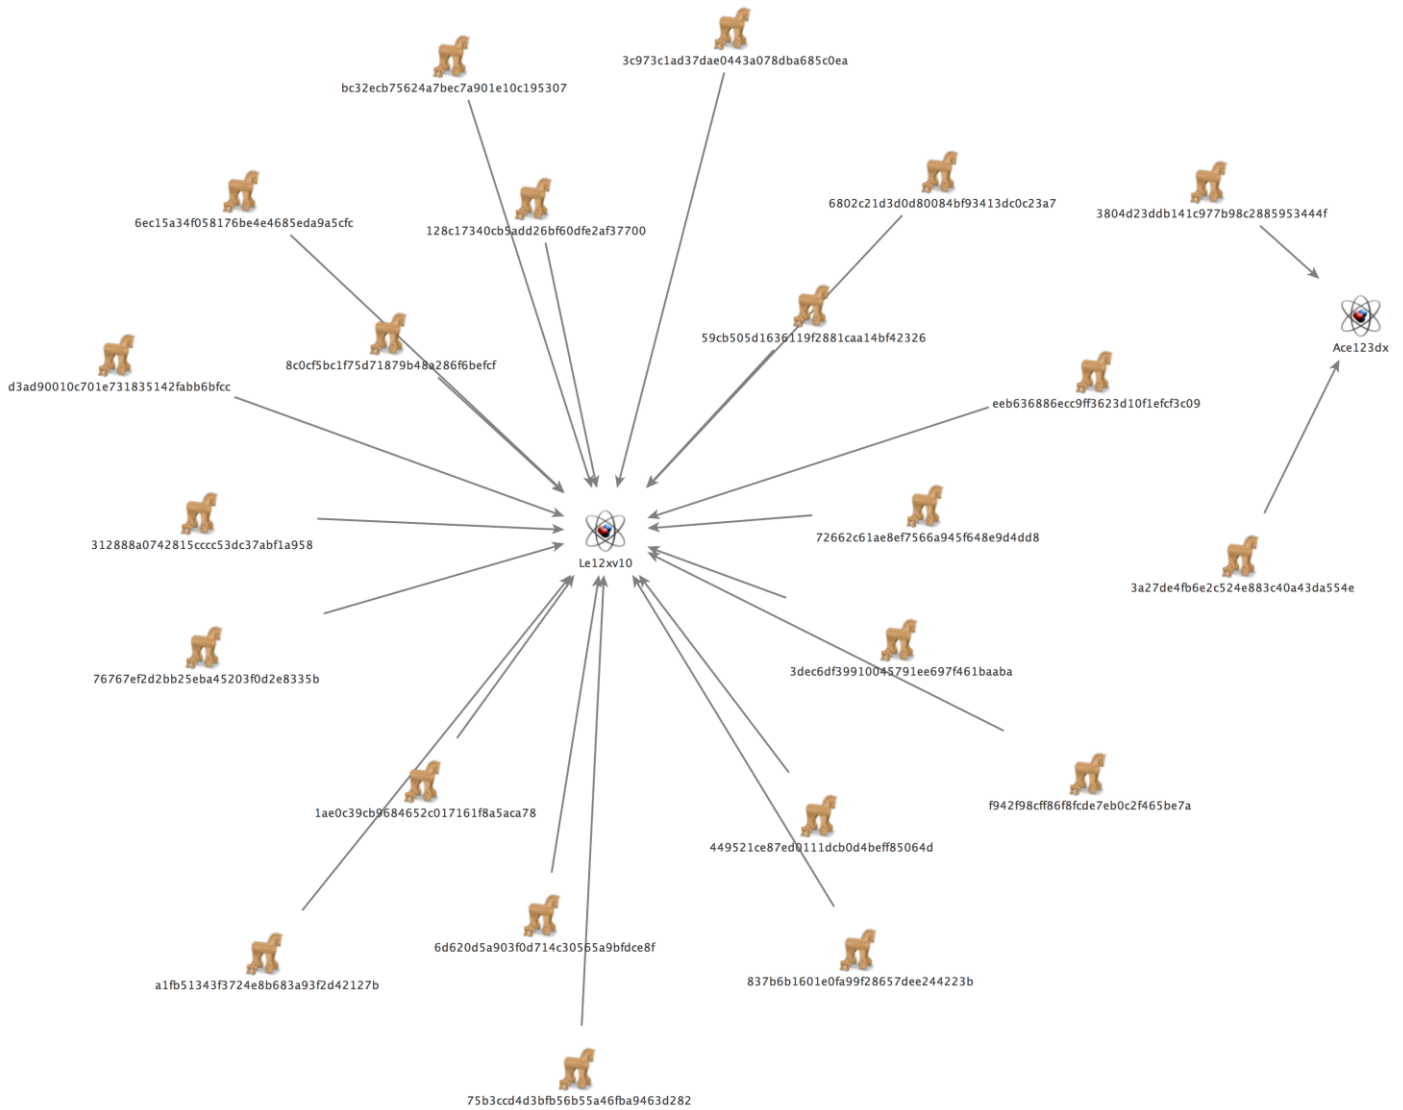 3c973c1ad37dae0443a078dba685c0ea
bc32ecb75624a7bec7a901e10c195307
6802c21d3d0d80084bf93413dc0c23a7
3804d23ddb141c977b98c2885953444f
6ec15a34f058176be4e4685eda9a5cfc
128c17340cb5add26bf60dfe2af37700
59cb505d1636119f2881caa14bf42326
Ace123dx
8c0cf5bc1f75d71879b48a286f6befcf
d3ad90010c701e731835142fabb6bfcc
eeb636886ecc9ff3623d10f1efcf3c09
72662c61ae8ef7566a945f648e9d4dd8
312888a0742815cccc53dc37abf1a958
Le12xv10
3a27de4fb6e2c524e883c40a43da554e
3dec6df39910045791ee697f461baaba
76767ef2d2bb25eba45203f0d2e8335b
f942f98cff86f8fcde7eb0c2f465be7a
1ae0c39cb9684652c017161f8a5aca78
449521ce87ed0111dcb0d4beff85064d
6d620d5a903f0d714c30565a9bfdce8f
837b6b1601e0fa99f28657dee244223b
a1fb51343f3724e8b683a93f2d42127b
75b3ccd4d3bfb56b55a46fba9463d282